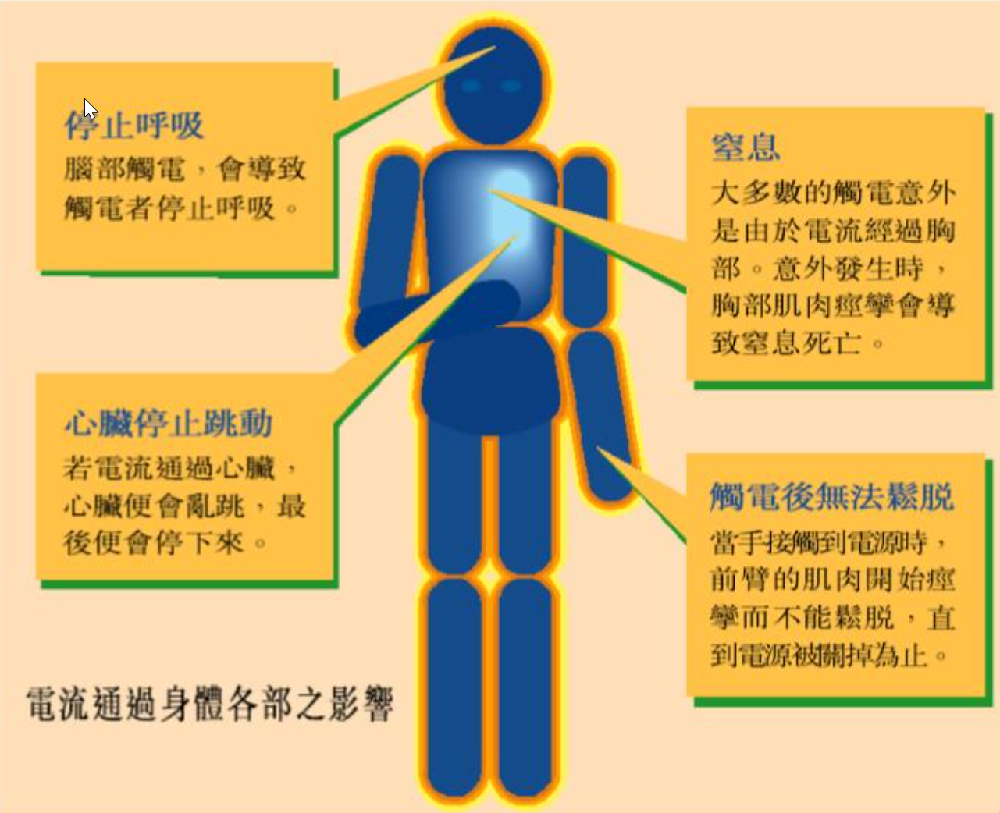 停止呼吸
腦部觸電，會導致
觸電者停止呼吸。
窒息
大多數的觸電意外
是由於電流經過胸
部。意外發生時，
胸部肌肉痙攣會導
致窒息死亡。
心臟停止跳動
若電流通過心臟，
心臟便會亂跳，最
後便會停下來。
觸電後無法鬆脫
當手接觸到電源時，
前臂的肌肉開始痙
攣而不能鬆脫，直
到電源被關掉為止。
電流通過身體各部之影響